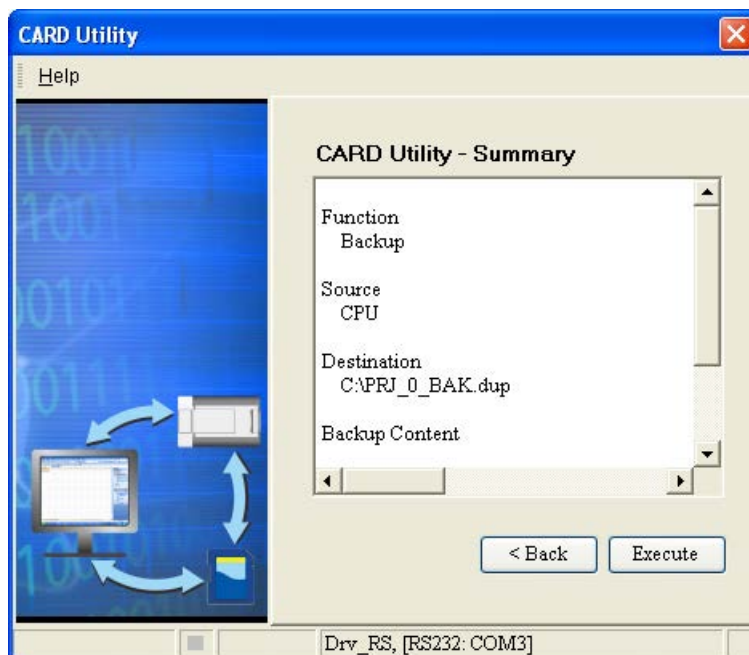 CARD Utility
Help
CARD Utility - Summary
Function
Backup
Source
CPU
Destination
C:\PRJ_0_BAK.dup
Backup Content
< Back
Execute
Drv_RS, [RS232: COM3]